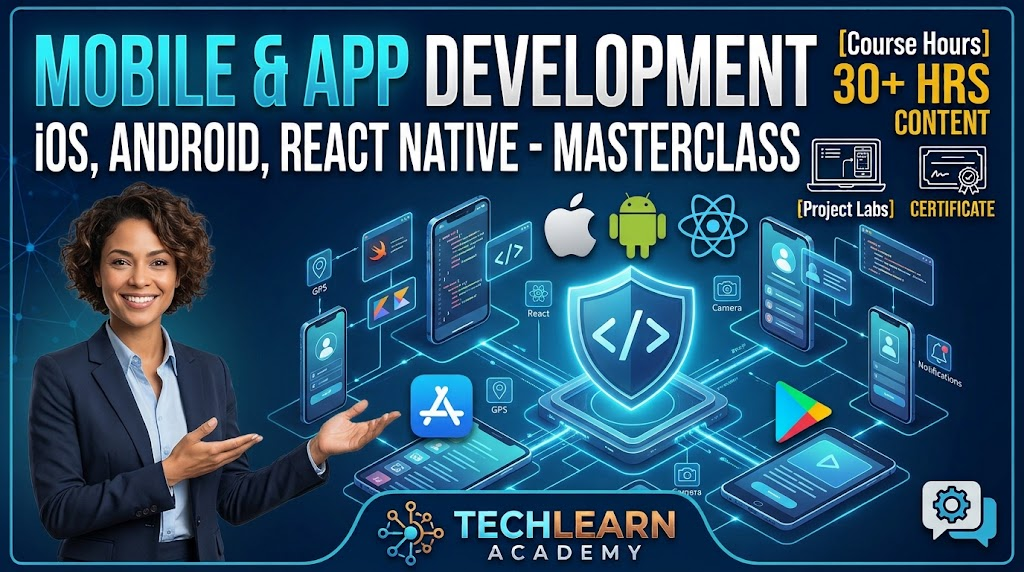 MOBILE & APP DEVELOPMENT
iOS, ANDROID, REACT NATIVE - MASTERCLASS
[Course Hours]
30+ HRS
CONTENT
[Project Labs]
CERTIFICATE
GPS
React
Camera
Notifications
GPS
Camera
TECHLEARN
ACADEMY